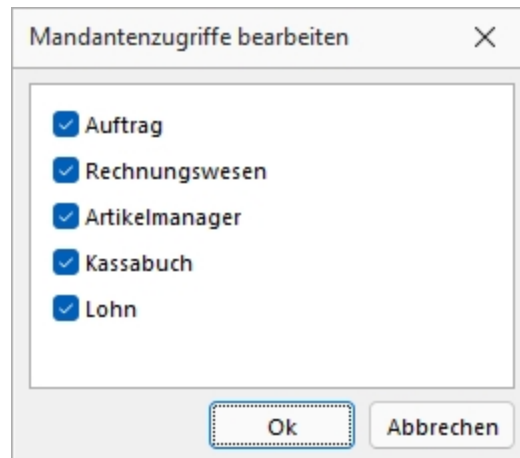 Mandantenzugriffe bearbeiten
Auftrag
Rechnungswesen
Artikelmanager
Kassabuch
Lohn
Ok Abbrechen